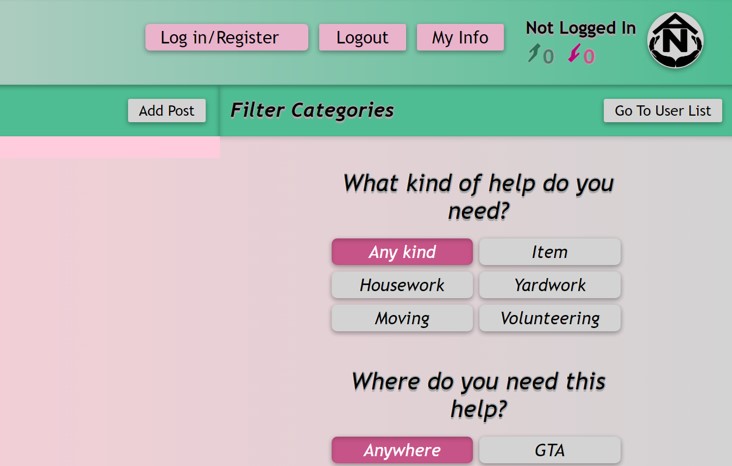 Log in/Register Logout My Info Not Logged In
0 0
N
Add Post Filter Categories Go To User List
What kind of help do you
need?
Any kind Item
Housework Yardwork
Moving Volunteering
Where do you need this
help?
Anywhere GTA